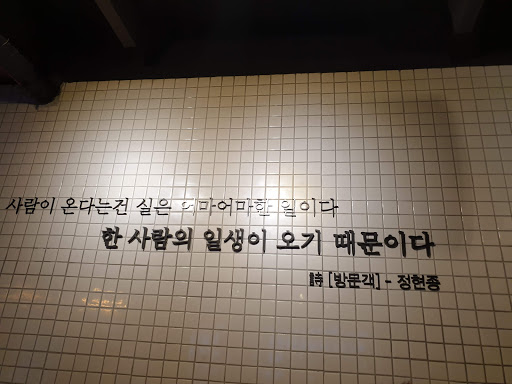 사람이 온다는건 실은 어마어마한 일이다
한 사람의 일생이 오기 때문이다
詩 [방문객] - 정현종